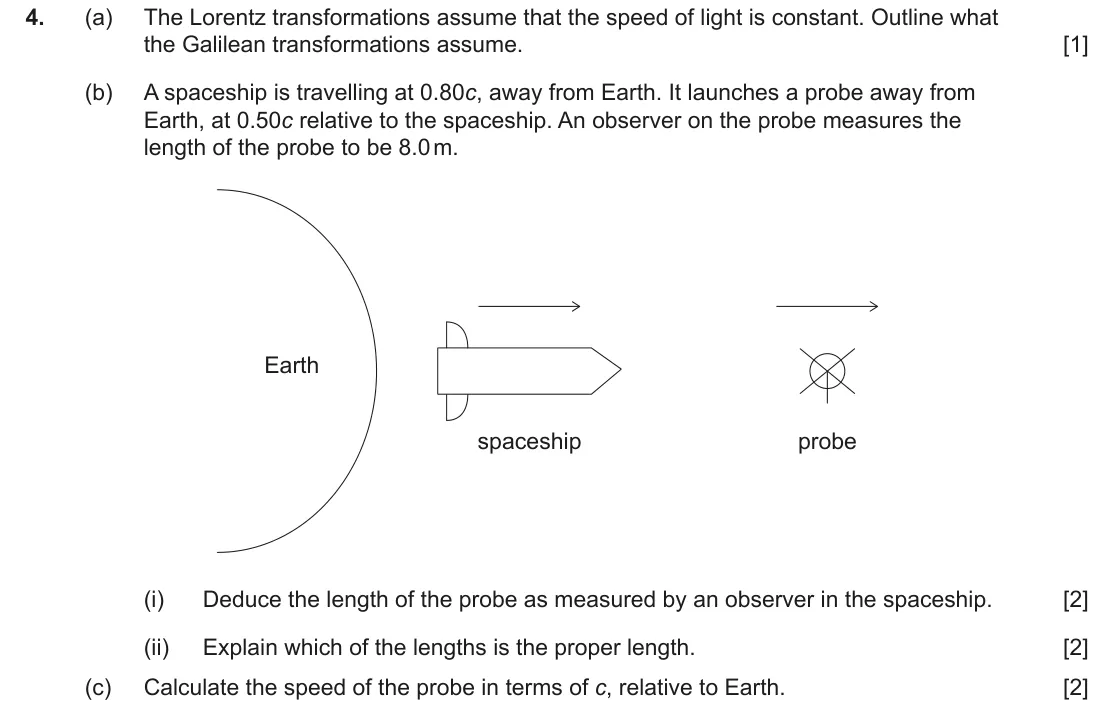 4. (a) The Lorentz transformations assume that the speed of light is constant. Outline what
the Galilean transformations assume. [1]
(b) A spaceship is travelling at 0.80c, away from Earth. It launches a probe away from
Earth, at 0.50c relative to the spaceship. An observer on the probe measures the
length of the probe to be 8.0m.
Earth
spaceship probe
(i) Deduce the length of the probe as measured by an observer in the spaceship. [2]
(ii) Explain which of the lengths is the proper length. [2]
(c) Calculate the speed of the probe in terms of c, relative to Earth. [2]